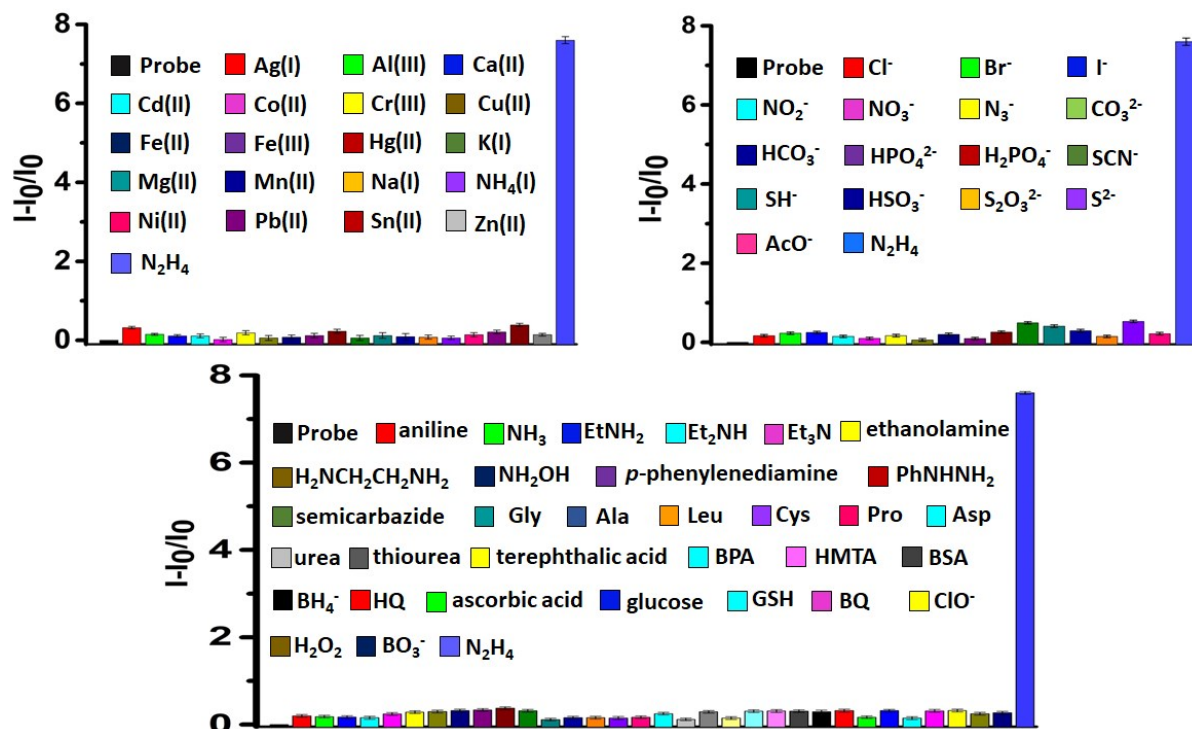 8
6
4
2
0
I-I0/I0
Probe Ag(I) Al(III) Ca(II)
Cd(II) Co(II) Cr(III) Cu(II)
Fe(II) Fe(III) Hg(II) K(I)
Mg(II) Mn(II) Na(I) NH₄(I)
Ni(II) Pb(II) Sn(II) Zn(II)
N₂H₄
8
6
4
2
0
I-I₀/I₀
Probe Cl⁻ Br⁻ I⁻
NO₂⁻ NO₃⁻ N₃⁻ CO₃²⁻
HCO₃⁻ HPO₄²⁻ H₂PO₄⁻ SCN⁻
SH⁻ HSO₃⁻ S₂O₃²⁻ S²⁻
AcO⁻ N₂H₄
8
6
4
2
0
I-I₀/I₀
Probe aniline NH₃ EtNH₂ Et₂NH Et₃N ethanolamine
H₂NCH₂CH₂NH₂ NH₂OH p-phenylenediamine PhNHNH₂
semicarbazide Gly Ala Leu Cys Pro Asp
urea thiourea terephthalic acid BPA HMTA BSA
BH₄⁻ HQ ascorbic acid glucose GSH BQ ClO⁻
H₂O₂ BO₃⁻ N₂H₄